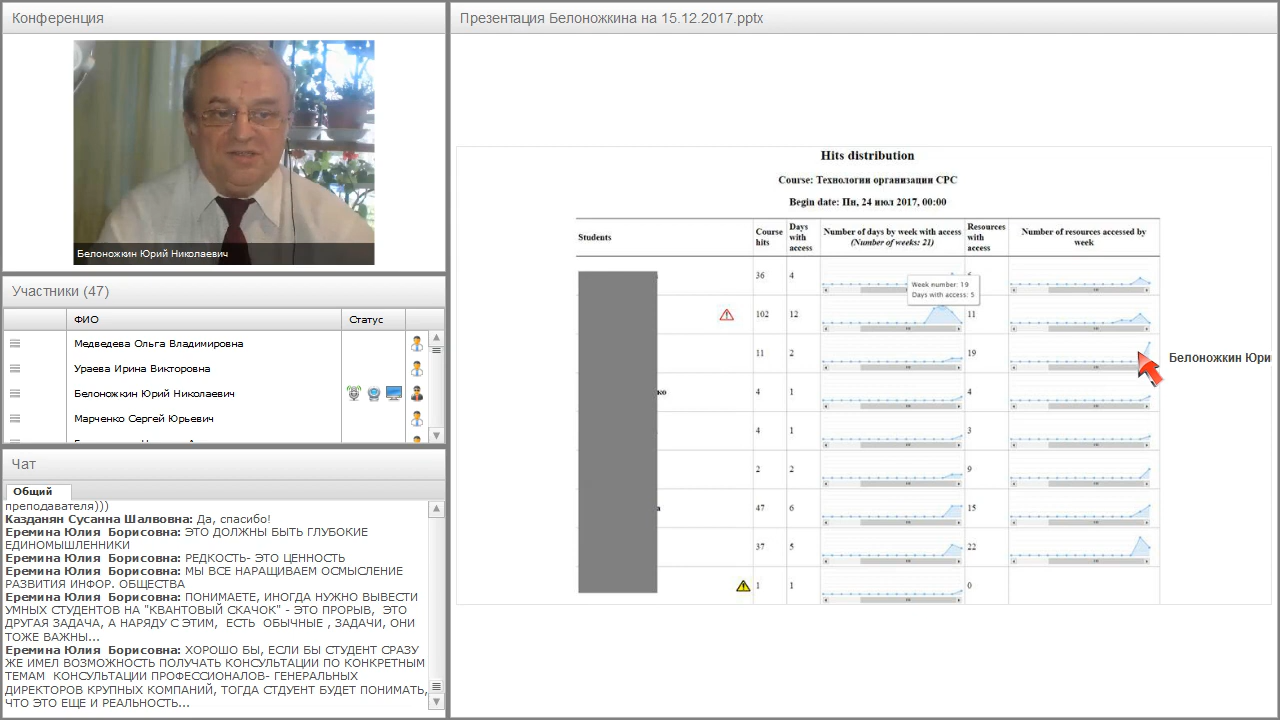 Конференция
Белоножкин Юрий Николаевич
Участники (47)
ФИО
Статус
Медведева Ольга Владимировна
Ураева Ирина Викторовна
Белоножкин Юрий Николаевич
Марченко Сергей Юрьевич
Чат
Общий
преподавателя)))
Казданян Сусанна Шалвовна: Да, спасибо!
Еремина Юлия Борисовна: ЭТО ДОЛЖНЫ БЫТЬ ГЛУБОКИЕ
ЕДИНОМЫШЛЕННИКИ
Еремина Юлия Борисовна: РЕДКОСТЬ- ЭТО ЦЕННОСТЬ
Еремина Юлия Борисовна: МЫ ВСЕ НАРАЩИВАЕМ ОСМЫСЛЕНИЕ
РАЗВИТИЯ ИНФОР. ОБЩЕСТВА
Еремина Юлия Борисовна: ПОНИМАЕТЕ, ИНОГДА НУЖНО ВЫВЕСТИ
УМНЫХ СТУДЕНТОВ НА "КВАНТОВЫЙ СКАЧОК" - ЭТО ПРОРЫВ, ЭТО
ДРУГАЯ ЗАДАЧА, А НАРЯДУ С ЭТИМ, ЕСТЬ ОБЫЧНЫЕ , ЗАДАЧИ, ОНИ
ТОЖЕ ВАЖНЫ...
Еремина Юлия Борисовна: ХОРОШО БЫ, ЕСЛИ БЫ СТУДЕНТ СРАЗУ
ЖЕ ИМЕЛ ВОЗМОЖНОСТЬ ПОЛУЧАТЬ КОНСУЛЬТАЦИИ ПО КОНКРЕТНЫМ
ТЕМАМ КОНСУЛЬТАЦИИ ПРОФЕССИОНАЛОВ- ГЕНЕРАЛЬНЫХ
ДИРЕКТОРОВ КРУПНЫХ КОМПАНИЙ, ТОГДА СТДУЕНТ БУДЕТ ПОНИМАТЬ,
ЧТО ЭТО ЕЩЕ И РЕАЛЬНОСТЬ...
Презентация Белоножкина на 15.12.2017.pptx
Hits distribution
Course: Технологии организации СРС
Begin date: Пн, 24 июл 2017, 00:00
Students
Course hits
Days with access
Number of days by week with access
(Number of weeks: 21)
Resources with access
Number of resources accessed by week
36 4
Week number: 19
Days with access: 5
102 12 11
11 2 19
Белоножкин Юри
ко 4 1 4
4 1 3
2 2 9
а 47 6 15
37 5 22
1 1 0